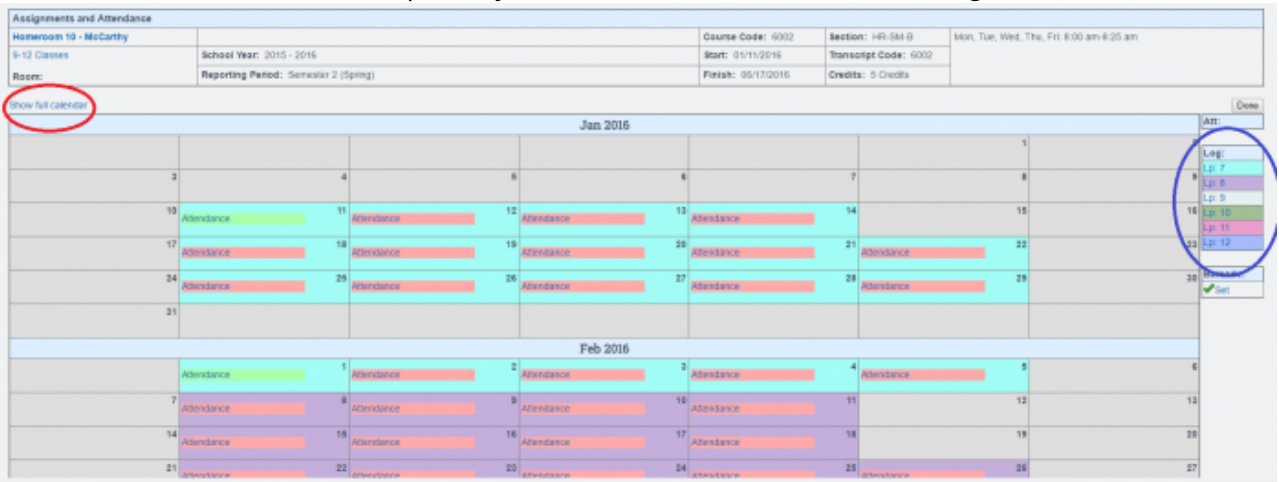 Assignments and Attendance
Homeroom 10 - McCarthy Course Code: 6002 Section: HR-SM-B Mon, Tue, Wed, Thu, Fri: 8:00 am-8:25 am
9-12 Classes School Year: 2015 - 2016 Start: 01/11/2016 Transcript Code: 6002
Room: Reporting Period: Semester 2 (Spring) Finish: 06/17/2016 Credits: 5 Credits
Show full calendar Done
Jan 2016
1
3 4 5 6 7 8 9
10 Attendance 11 Attendance 12 Attendance 13 Attendance 14 15 16
17 Attendance 18 Attendance 19 Attendance 20 Attendance 21 Attendance 22 23
24 Attendance 25 Attendance 26 Attendance 27 Attendance 28 Attendance 29 30
31
Feb 2016
Attendance 1 Attendance 2 Attendance 3 Attendance 4 Attendance 5 6
7 Attendance 8 Attendance 9 Attendance 10 Attendance 11 12 13
14 Attendance 15 Attendance 16 Attendance 17 Attendance 18 19 20
21 Attendance 22 Attendance 23 Attendance 24 Attendance 25 Attendance 26 27
Att:
Log:
Lp: 7
Lp: 8
Lp: 9
Lp: 10
Lp: 11
Lp: 12
Set